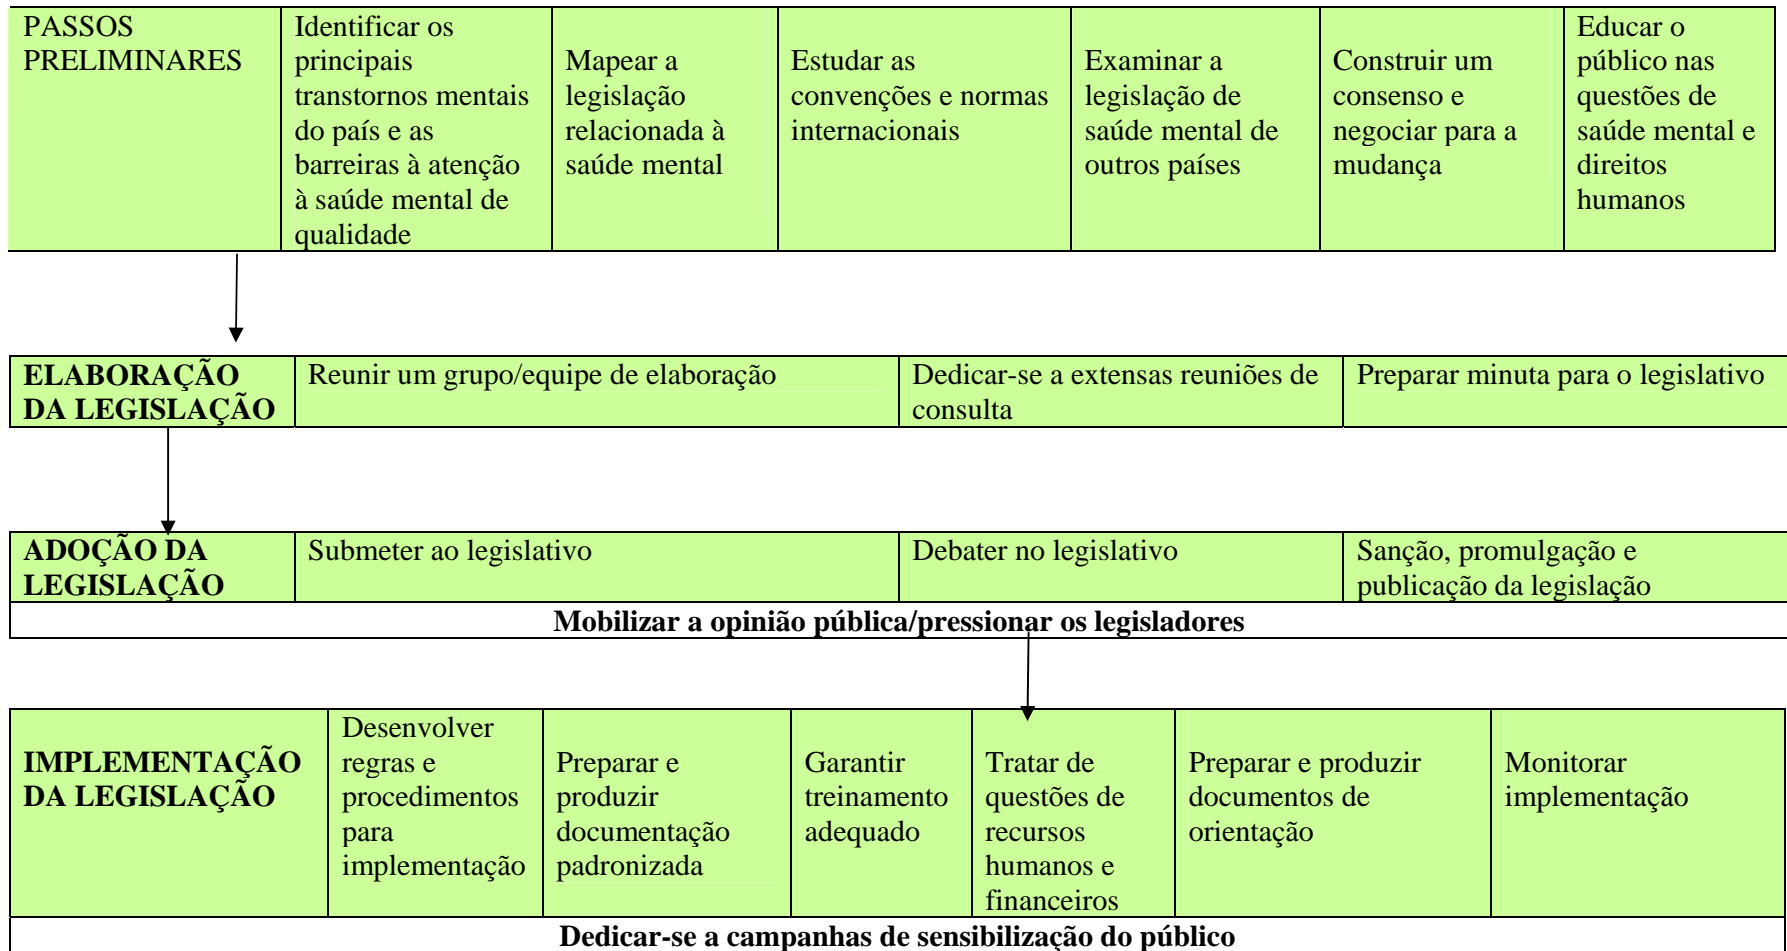 PASSOS
PRELIMINARES
Identificar os
principais
transtornos mentais
do país e as
barreiras à atenção
à saúde mental de
qualidade
Mapear a
legislação
relacionada à
saúde mental
Estudar as
convenções e normas
internacionais
Examinar a
legislação de
saúde mental de
outros países
Construir um
consenso e
negociar para a
mudança
Educar o
público nas
questões de
saúde mental e
direitos
humanos
ELABORAÇÃO
DA LEGISLAÇÃO
Reunir um grupo/equipe de elaboração
Dedicar-se a extensas reuniões de
consulta
Preparar minuta para o legislativo
ADOÇÃO DA
LEGISLAÇÃO
Submeter ao legislativo
Debater no legislativo
Sanção, promulgação e
publicação da legislação
Mobilizar a opinião pública/pressionar os legisladores
IMPLEMENTAÇÃO
DA LEGISLAÇÃO
Desenvolver
regras e
procedimentos
para
implementação
Preparar e
produzir
documentação
padronizada
Garantir
treinamento
adequado
Tratar de
questões de
recursos
humanos e
financeiros
Preparar e produzir
documentos de
orientação
Monitorar
implementação
Dedicar-se a campanhas de sensibilização do público